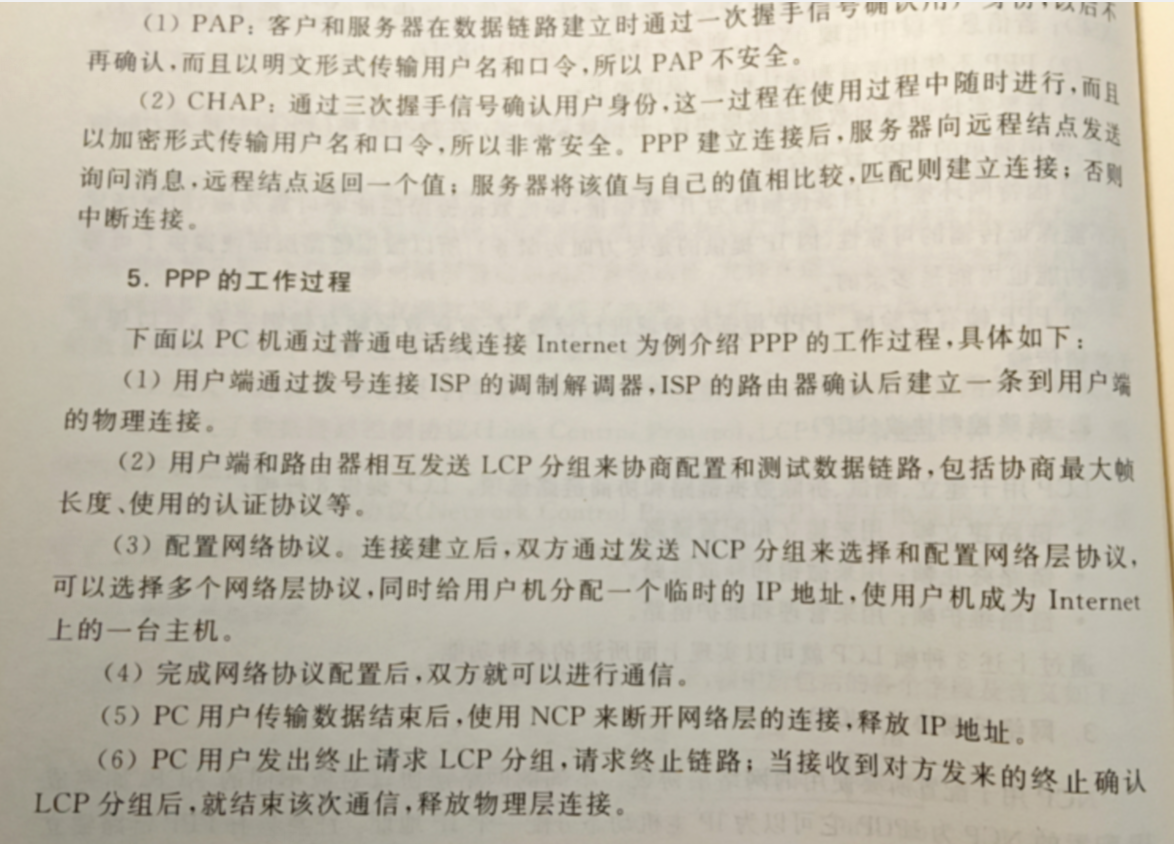 (1) PAP：客户和服务器在数据链路建立时通过一次握手信号确认用户身份，以后不
再确认，而且以明文形式传输用户名和口令，所以 PAP 不安全。
(2) CHAP：通过三次握手信号确认用户身份，这一过程在使用过程中随时进行，而且
以加密形式传输用户名和口令，所以非常安全。PPP 建立连接后，服务器向远程结点发送
询问消息，远程结点返回一个值；服务器将该值与自己的值相比较，匹配则建立连接；否则
中断连接。
5. PPP 的工作过程
下面以 PC 机通过普通电话线连接 Internet 为例介绍 PPP 的工作过程，具体如下：
(1) 用户端通过拨号连接 ISP 的调制解调器，ISP 的路由器确认后建立一条到用户端
的物理连接。
(2) 用户端和路由器相互发送 LCP 分组来协商配置和测试数据链路，包括协商最大帧
长度、使用的认证协议等。
(3) 配置网络协议。连接建立后，双方通过发送 NCP 分组来选择和配置网络层协议，
可以选择多个网络层协议，同时给用户机分配一个临时的 IP 地址，使用户机成为 Internet
上的一台主机。
(4) 完成网络协议配置后，双方就可以进行通信。
(5) PC 用户传输数据结束后，使用 NCP 来断开网络层的连接，释放 IP 地址。
(6) PC 用户发出终止请求 LCP 分组，请求终止链路；当接收到对方发来的终止确认
LCP 分组后，就结束该次通信，释放物理层连接。